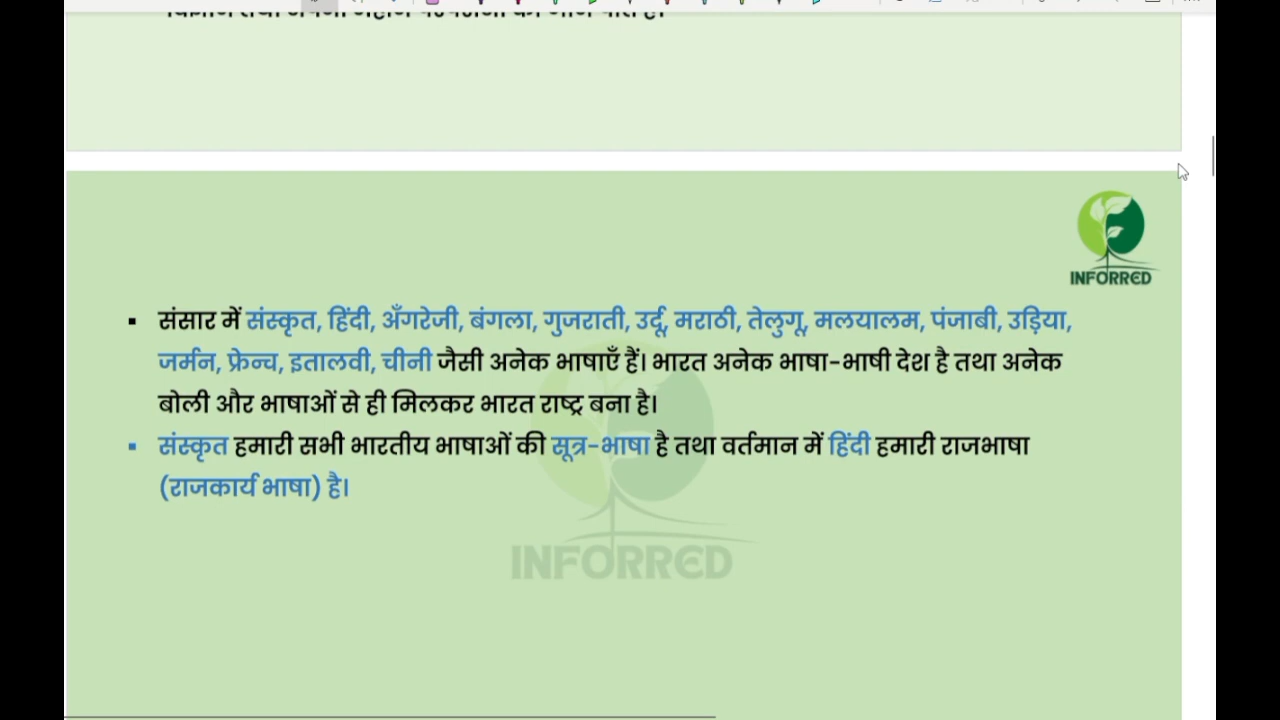 INFORRED
संसार में संस्कृत, हिंदी, अँगरेजी, बंगला, गुजराती, उर्दू, मराठी, तेलुगू, मलयालम, पंजाबी, उड़िया,
जर्मन, फ्रेन्च, इतालवी, चीनी जैसी अनेक भाषाएँ हैं। भारत अनेक भाषा-भाषी देश है तथा अनेक
बोली और भाषाओं से ही मिलकर भारत राष्ट्र बना है।
संस्कृत हमारी सभी भारतीय भाषाओं की सूत्र-भाषा है तथा वर्तमान में हिंदी हमारी राजभाषा
(राजकार्य भाषा) है।
INFORRED